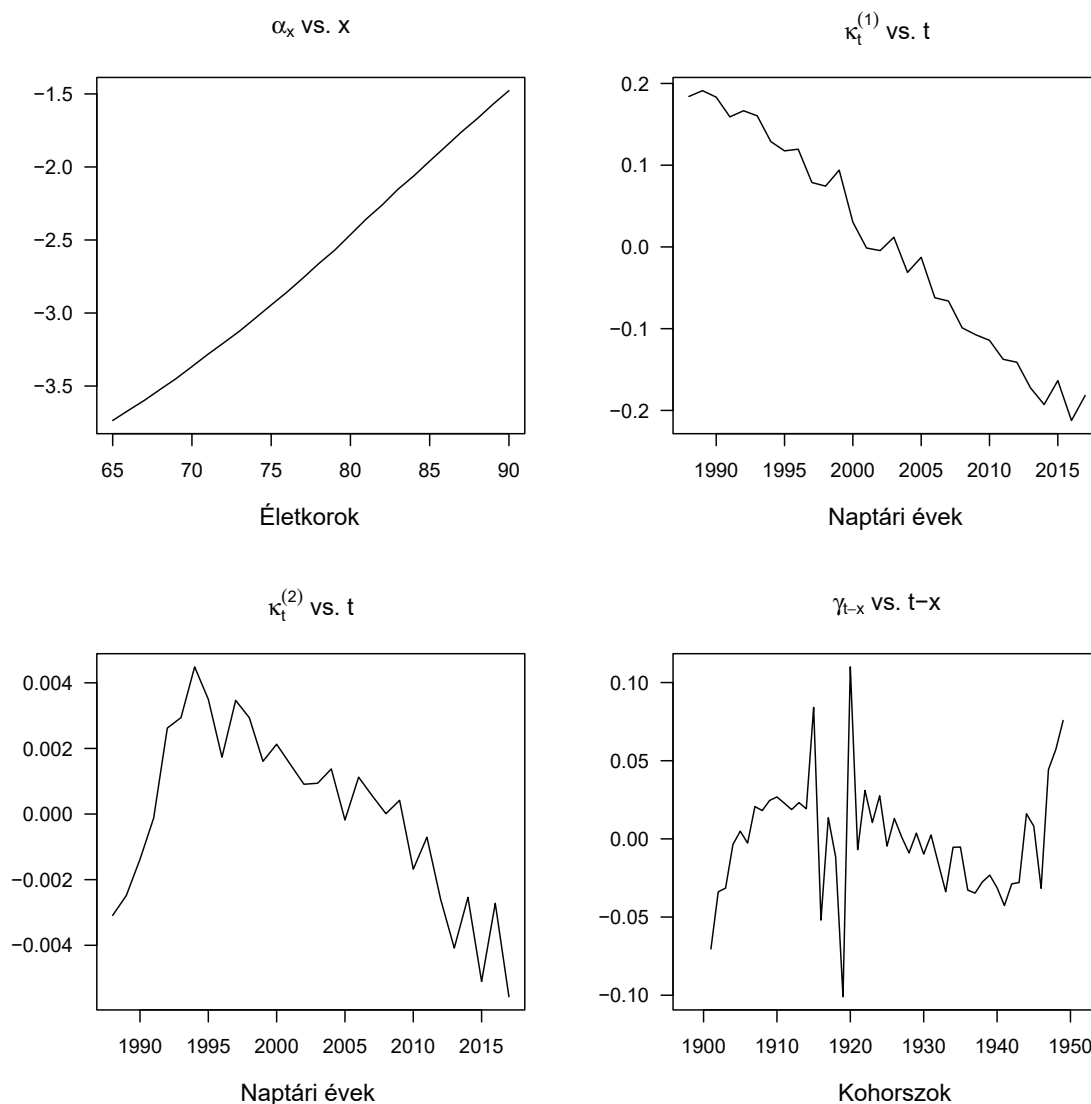 αₓ vs. x
−1.5
−2.0
−2.5
−3.0
−3.5
65 70 75 80 85 90
Életkorok
κₜ⁽¹⁾ vs. t
0.2
0.1
0.0
−0.1
−0.2
1990 1995 2000 2005 2010 2015
Naptári évek
κₜ⁽²⁾ vs. t
0.004
0.002
0.000
−0.002
−0.004
1990 1995 2000 2005 2010 2015
Naptári évek
γₜ₋ₓ vs. t−x
0.10
0.05
0.00
−0.05
−0.10
1900 1910 1920 1930 1940 1950
Kohorszok